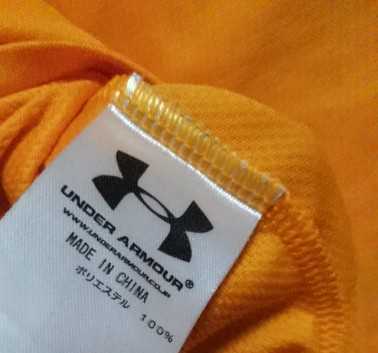 UNDER ARMOUR®
WWW.UNDERARMOUR.CO.JP
MADE IN CHINA
ポリエステル 100%